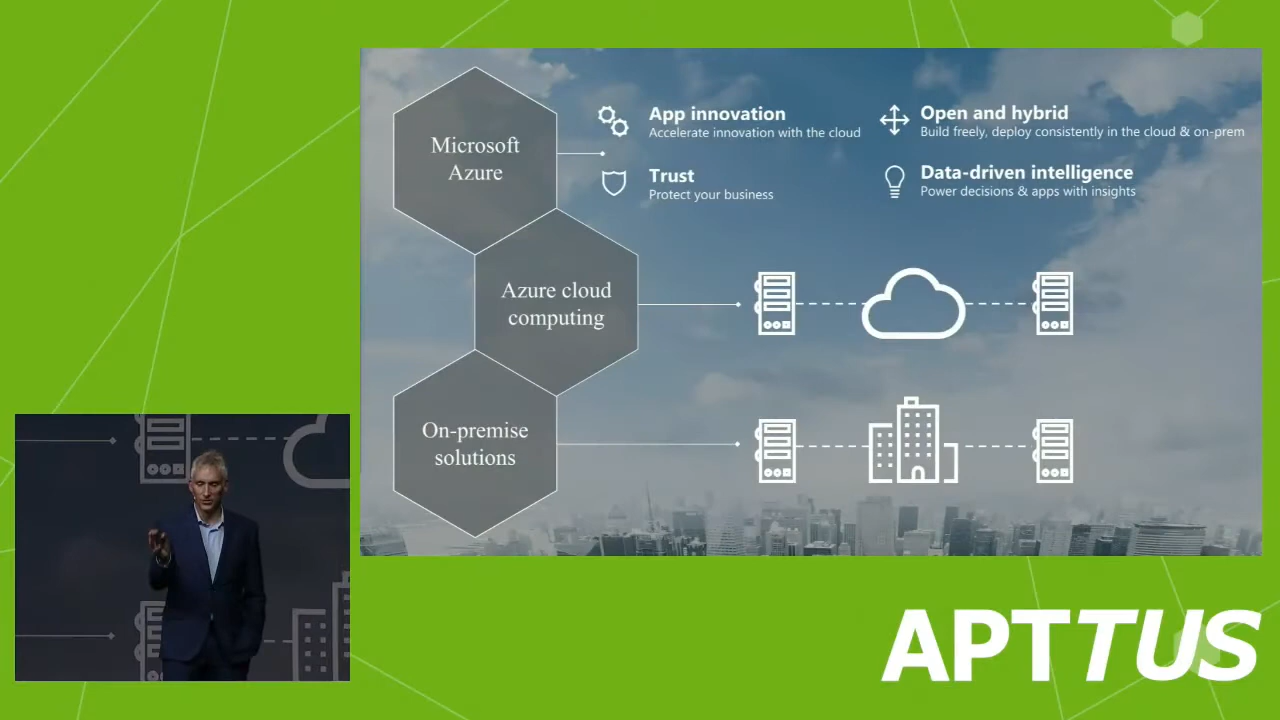 Microsoft
Azure
App innovation
Accelerate innovation with the cloud
Open and hybrid
Build freely, deploy consistently in the cloud & on-prem
Trust
Protect your business
Data-driven intelligence
Power decisions & apps with insights
Azure cloud
computing
On-premise
solutions
APTTUS